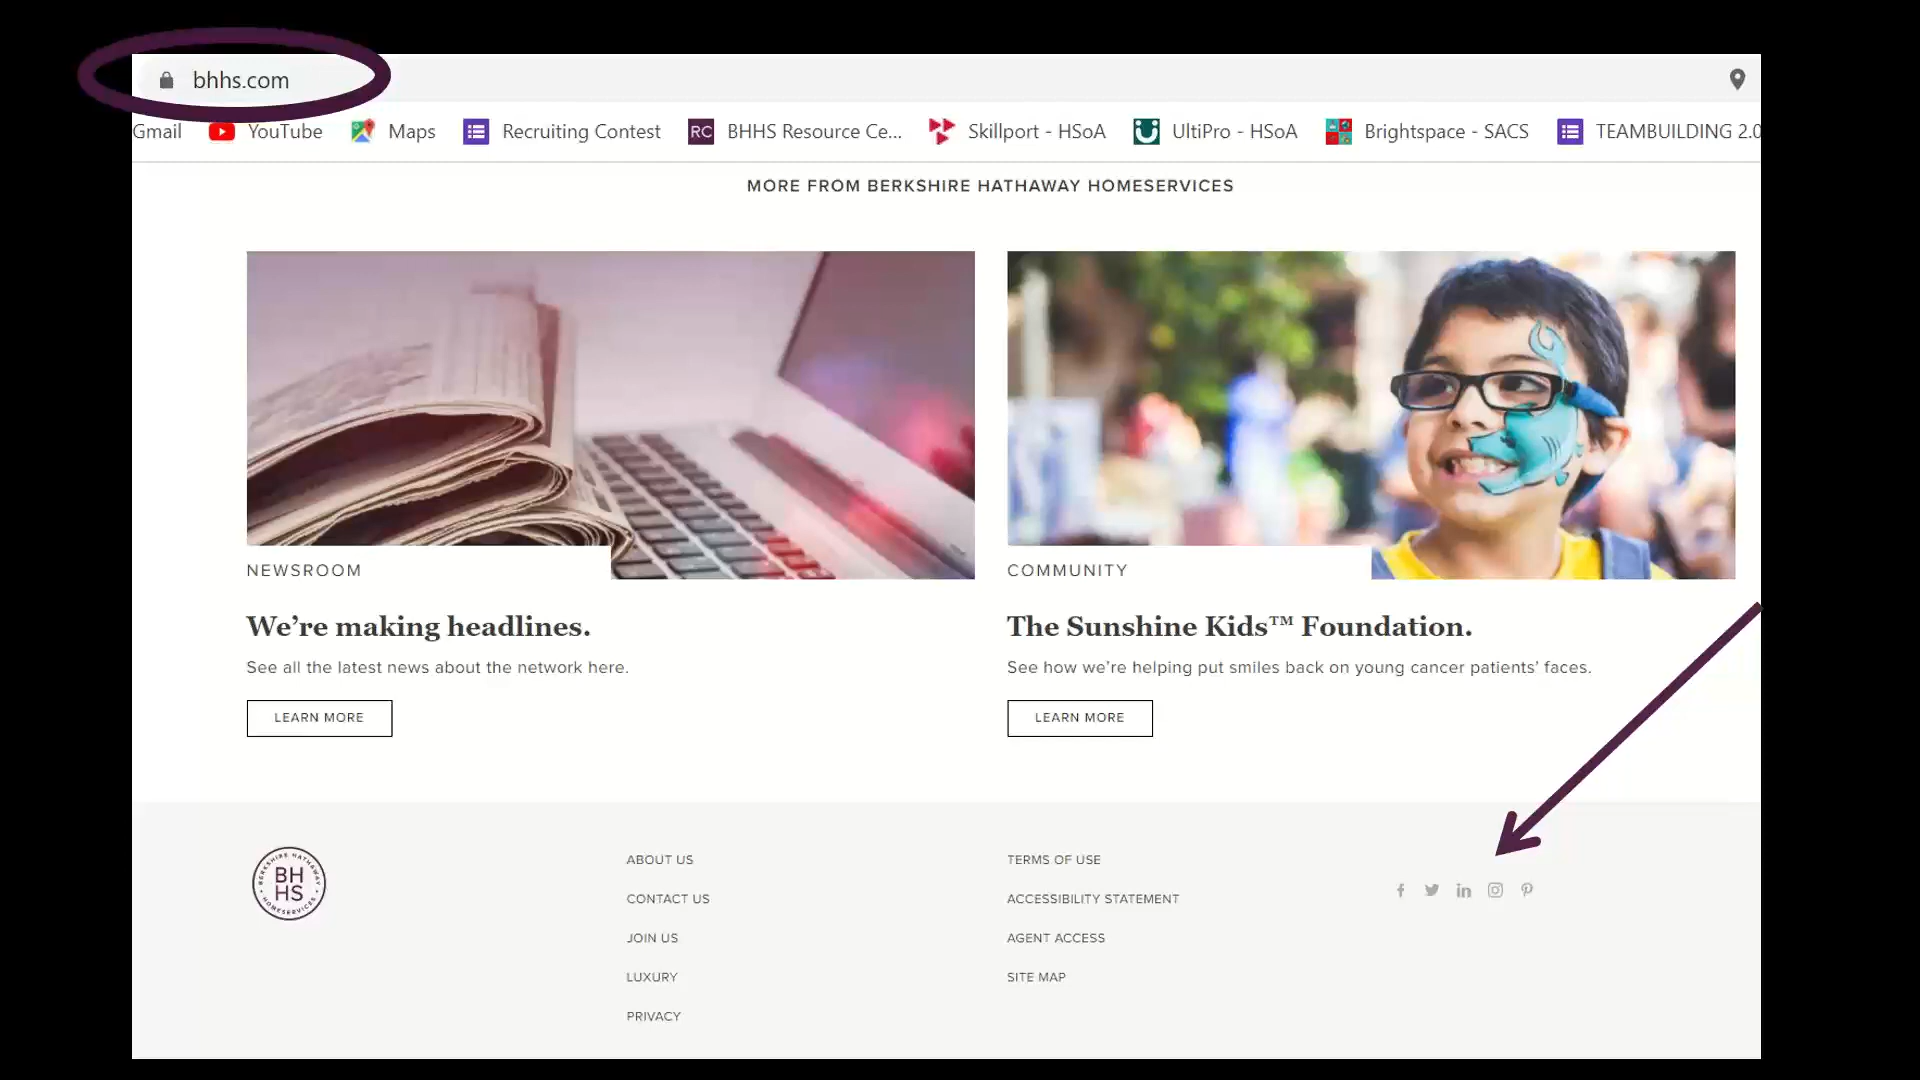 bhhs.com
Gmail YouTube Maps Recruiting Contest RC BHHS Resource Ce... Skillport - HSoA UltiPro - HSoA Brightspace - SACS TEAMBUILDING 2.0
MORE FROM BERKSHIRE HATHAWAY HOMESERVICES
NEWSROOM
We’re making headlines.
See all the latest news about the network here.
LEARN MORE
COMMUNITY
The Sunshine Kids™ Foundation.
See how we’re helping put smiles back on young cancer patients’ faces.
LEARN MORE
BERKSHIRE HATHAWAY
BH
HS
HOMESERVICES
ABOUT US
CONTACT US
JOIN US
LUXURY
PRIVACY
TERMS OF USE
ACCESSIBILITY STATEMENT
AGENT ACCESS
SITE MAP